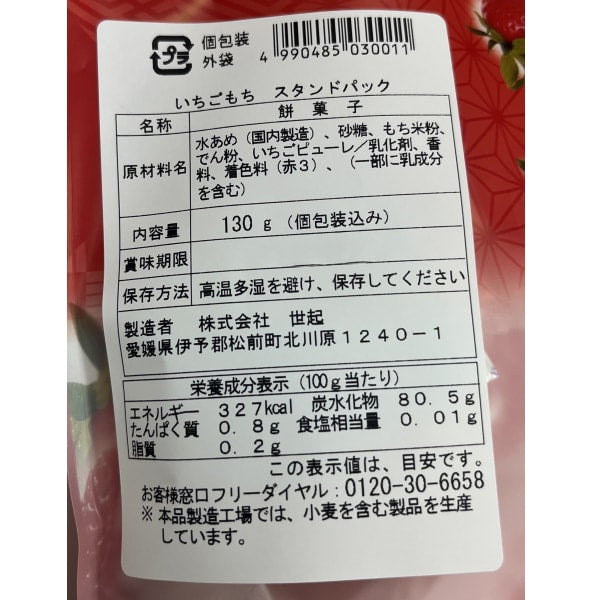 プラ
個包装
外袋
4 990485 030011
いちごもち スタンドパック
名称 餅菓子
原材料名 水あめ（国内製造）、砂糖、もち米粉、
でん粉、いちごピューレ／乳化剤、香
料、着色料（赤３）、（一部に乳成分
を含む）
内容量 130ｇ（個包装込み）
賞味期限
保存方法 高温多湿を避け、保存してください
製造者 株式会社 世起
愛媛県伊予郡松前町北川原１２４０－１
栄養成分表示（100ｇ当たり）
エネルギー 327kcal 炭水化物 80.5g
たんぱく質 0.8g 食塩相当量 0.01g
脂質 0.2g
この表示値は、目安です。
お客様窓口フリーダイヤル：0120-30-6658
※本品製造工場では、小麦を含む製品を生産
しています。